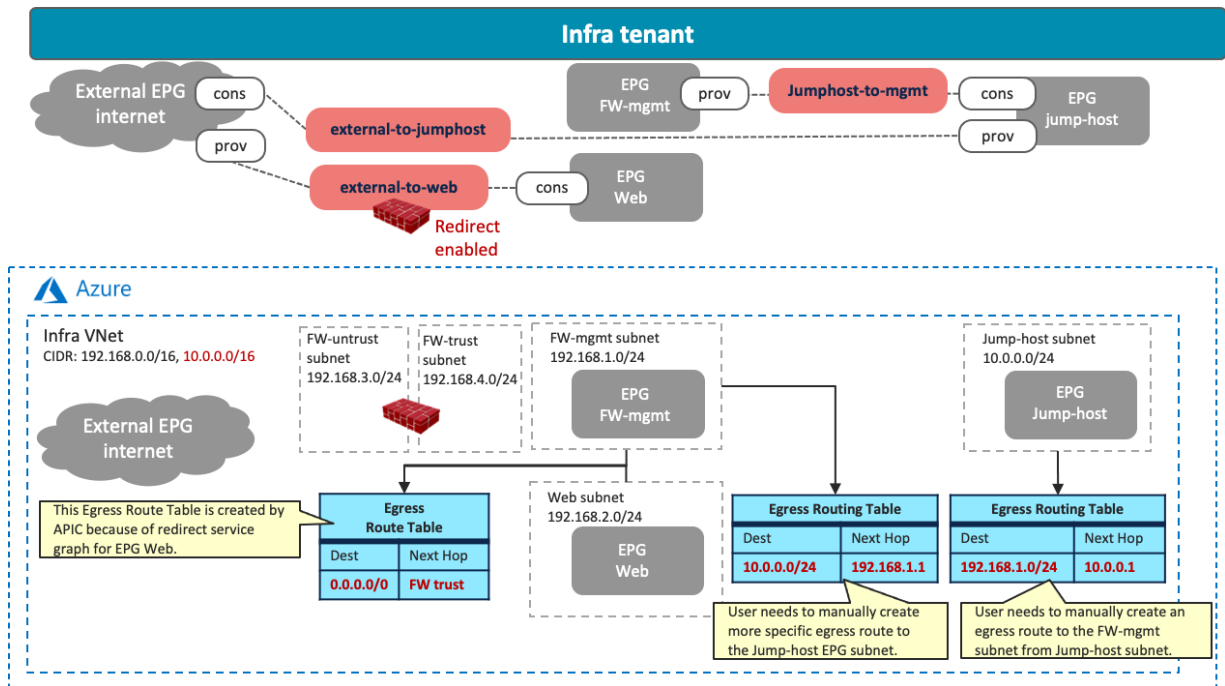 Infra tenant
External EPG
internet
cons
prov
external-to-jumphost
external-to-web
Redirect
enabled
EPG
FW-mgmt
prov
Jumphost-to-mgmt
cons
prov
EPG
jump-host
cons
EPG
Web
Azure
Infra VNet
CIDR: 192.168.0.0/16, 10.0.0.0/16
External EPG
internet
FW-untrust
subnet
192.168.3.0/24
FW-trust
subnet
192.168.4.0/24
FW-mgmt subnet
192.168.1.0/24
EPG
FW-mgmt
Jump-host subnet
10.0.0.0/24
EPG
Jump-host
This Egress Route Table is created by
APIC because of redirect service
graph for EPG Web.
Egress
Route Table
Dest Next Hop
0.0.0.0/0 FW trust
Web subnet
192.168.2.0/24
EPG
Web
Egress Routing Table
Dest Next Hop
10.0.0.0/24 192.168.1.1
User needs to manually create
more specific egress route to
the Jump-host EPG subnet.
Egress Routing Table
Dest Next Hop
192.168.1.0/24 10.0.0.1
User needs to manually create an
egress route to the FW-mgmt
subnet from Jump-host subnet.